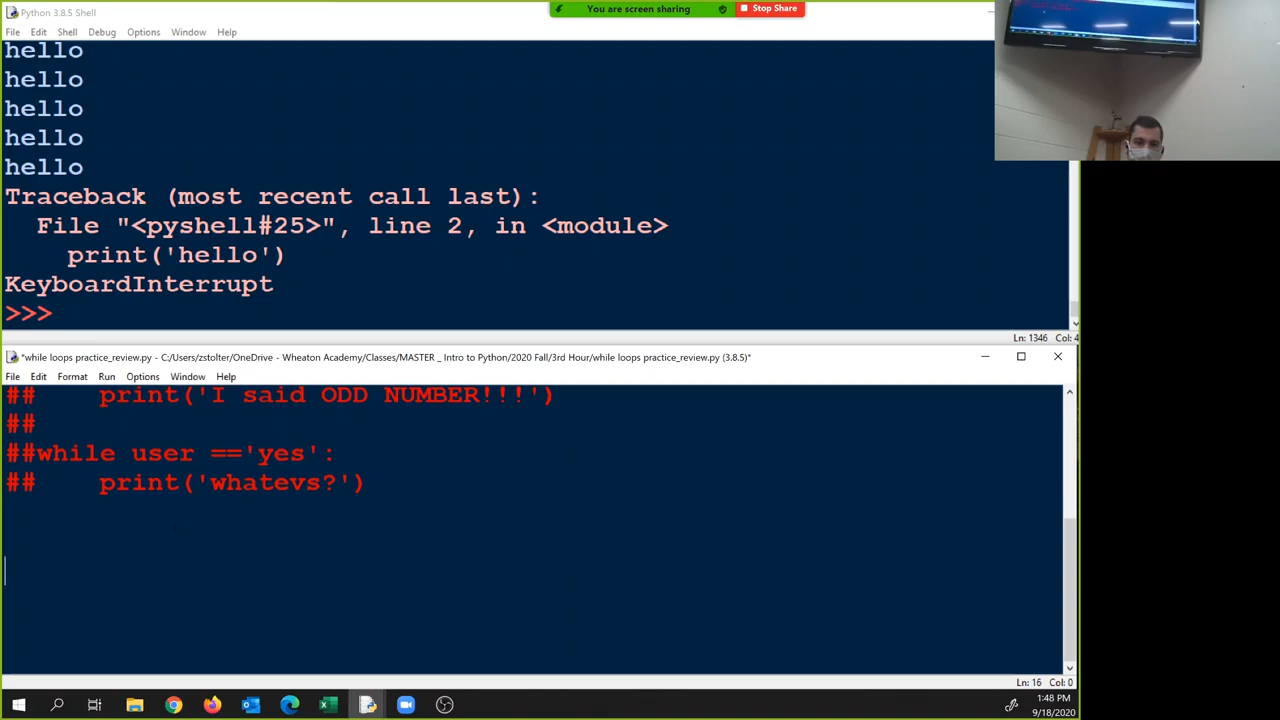 Python 3.8.5 Shell
You are screen sharing
Stop Share
File Edit Shell Debug Options Window Help
hello
hello
hello
hello
hello
Traceback (most recent call last):
  File "<pyshell#25>", line 2, in <module>
    print('hello')
KeyboardInterrupt
>>>
Ln: 1346 Col: 4
*while loops practice_review.py - C:/Users/zstolter/OneDrive - Wheaton Academy/Classes/MASTER _ Intro to Python/2020 Fall/3rd Hour/while loops practice_review.py (3.8.5)*
File Edit Format Run Options Window Help
##    print('I said ODD NUMBER!!!')
##
##while user =='yes':
##    print('whatevs?')
Ln: 16 Col: 0
1:48 PM
9/18/2020